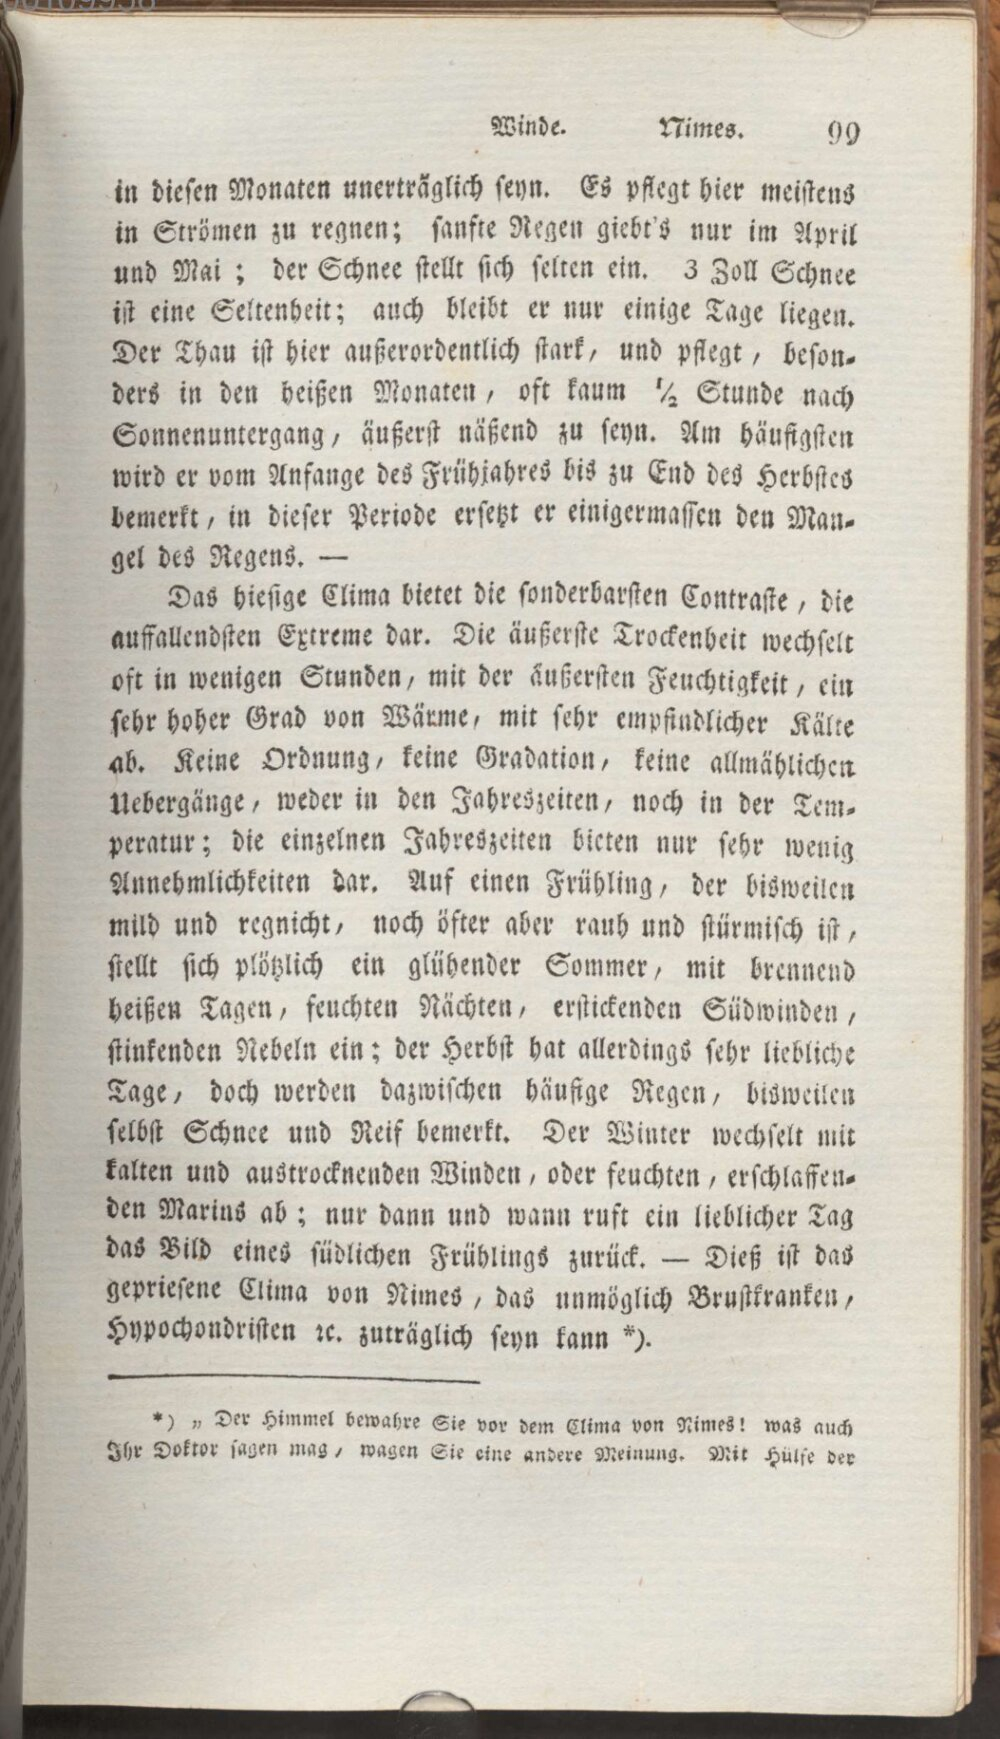 Winde. Nimes. 99
in diesen Monaten unerträglich seyn. Es pflegt hier meistens
in Strömen zu regnen; sanfte Regen giebt's nur im April
und Mai; der Schnee stellt sich selten ein. 3 Zoll Schnee
ist eine Seltenheit; auch bleibt er nur einige Tage liegen.
Der Thau ist hier außerordentlich stark, und pflegt, beson-
ders in den heißen Monaten, oft kaum 1/2 Stunde nach
Sonnenuntergang, äußerst näßend zu seyn. Am häufigsten
wird er vom Anfange des Frühjahres bis zu End des Herbstes
bemerkt, in dieser Periode ersetzt er einigermassen den Man-
gel des Regens. —
Das hiesige Clima bietet die sonderbarsten Contraste, die
auffallendsten Extreme dar. Die äußerste Trockenheit wechselt
oft in wenigen Stunden, mit der äußersten Feuchtigkeit, ein
sehr hoher Grad von Wärme, mit sehr empfindlicher Kälte
ab. Keine Ordnung, keine Gradation, keine allmählichen
Uebergänge, weder in den Jahreszeiten, noch in der Tem-
peratur; die einzelnen Jahreszeiten bieten nur sehr wenig
Annehmlichkeiten dar. Auf einen Frühling, der bisweilen
mild und regnicht, noch öfter aber rauh und stürmisch ist,
stellt sich plötzlich ein glühender Sommer, mit brennend
heißen Tagen, feuchten Nächten, erstickenden Südwinden,
stinkenden Nebeln ein; der Herbst hat allerdings sehr liebliche
Tage, doch werden dazwischen häufige Regen, bisweilen
selbst Schnee und Reif bemerkt. Der Winter wechselt mit
kalten und austrocknenden Winden, oder feuchten, erschlaffen-
den Marins ab; nur dann und wann ruft ein lieblicher Tag
das Bild eines südlichen Frühlings zurück. — Dieß ist das
gepriesene Clima von Nimes, das unmöglich Brustkranken,
Hypochondristen ꝛc. zuträglich seyn kann *).
*) „Der Himmel bewahre Sie vor dem Clima von Nimes! was auch
Ihr Doktor sagen mag, wagen Sie eine andere Meinung. Mit Hülfe der